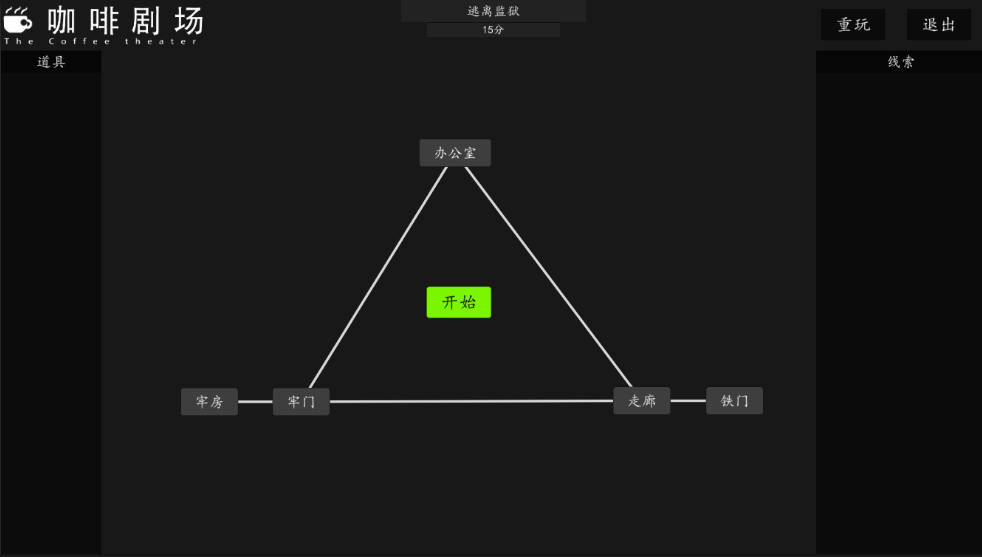 咖啡剧场
The Coffee theater
逃离监狱
15分
重玩
退出
道具
线索
办公室
开始
牢房
牢门
走廊
铁门